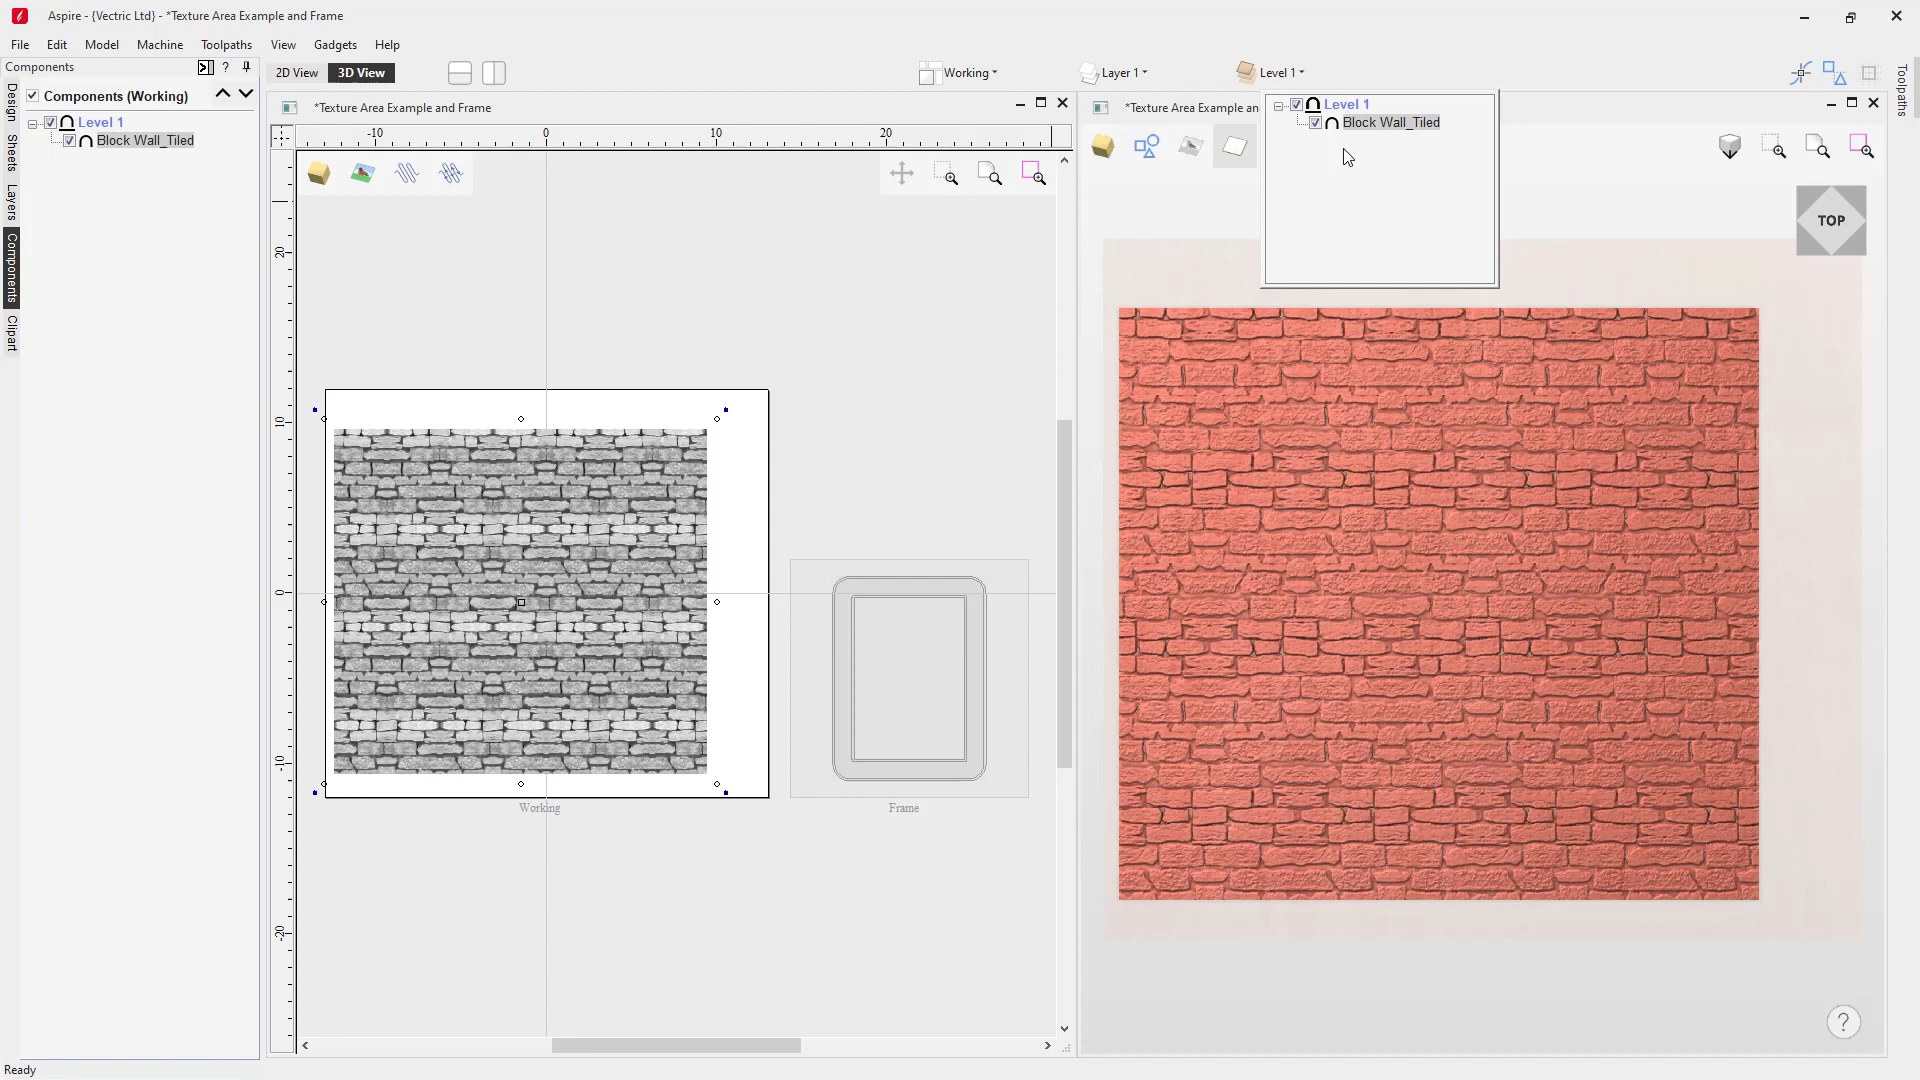 Aspire - {Vectric Ltd} - *Texture Area Example and Frame
File Edit Model Machine Toolpaths View Gadgets Help
Components ?
2D View 3D View
Working
Layer 1
Level 1
Toolpaths
Design
Sheets
Layers
Components
Clipart
Components (Working)
Level 1
Block Wall_Tiled
*Texture Area Example and Frame
-10 0 10 20
20
10
0
-10
-20
Working
Frame
*Texture Area Example an
Level 1
Block Wall_Tiled
TOP
?
Ready